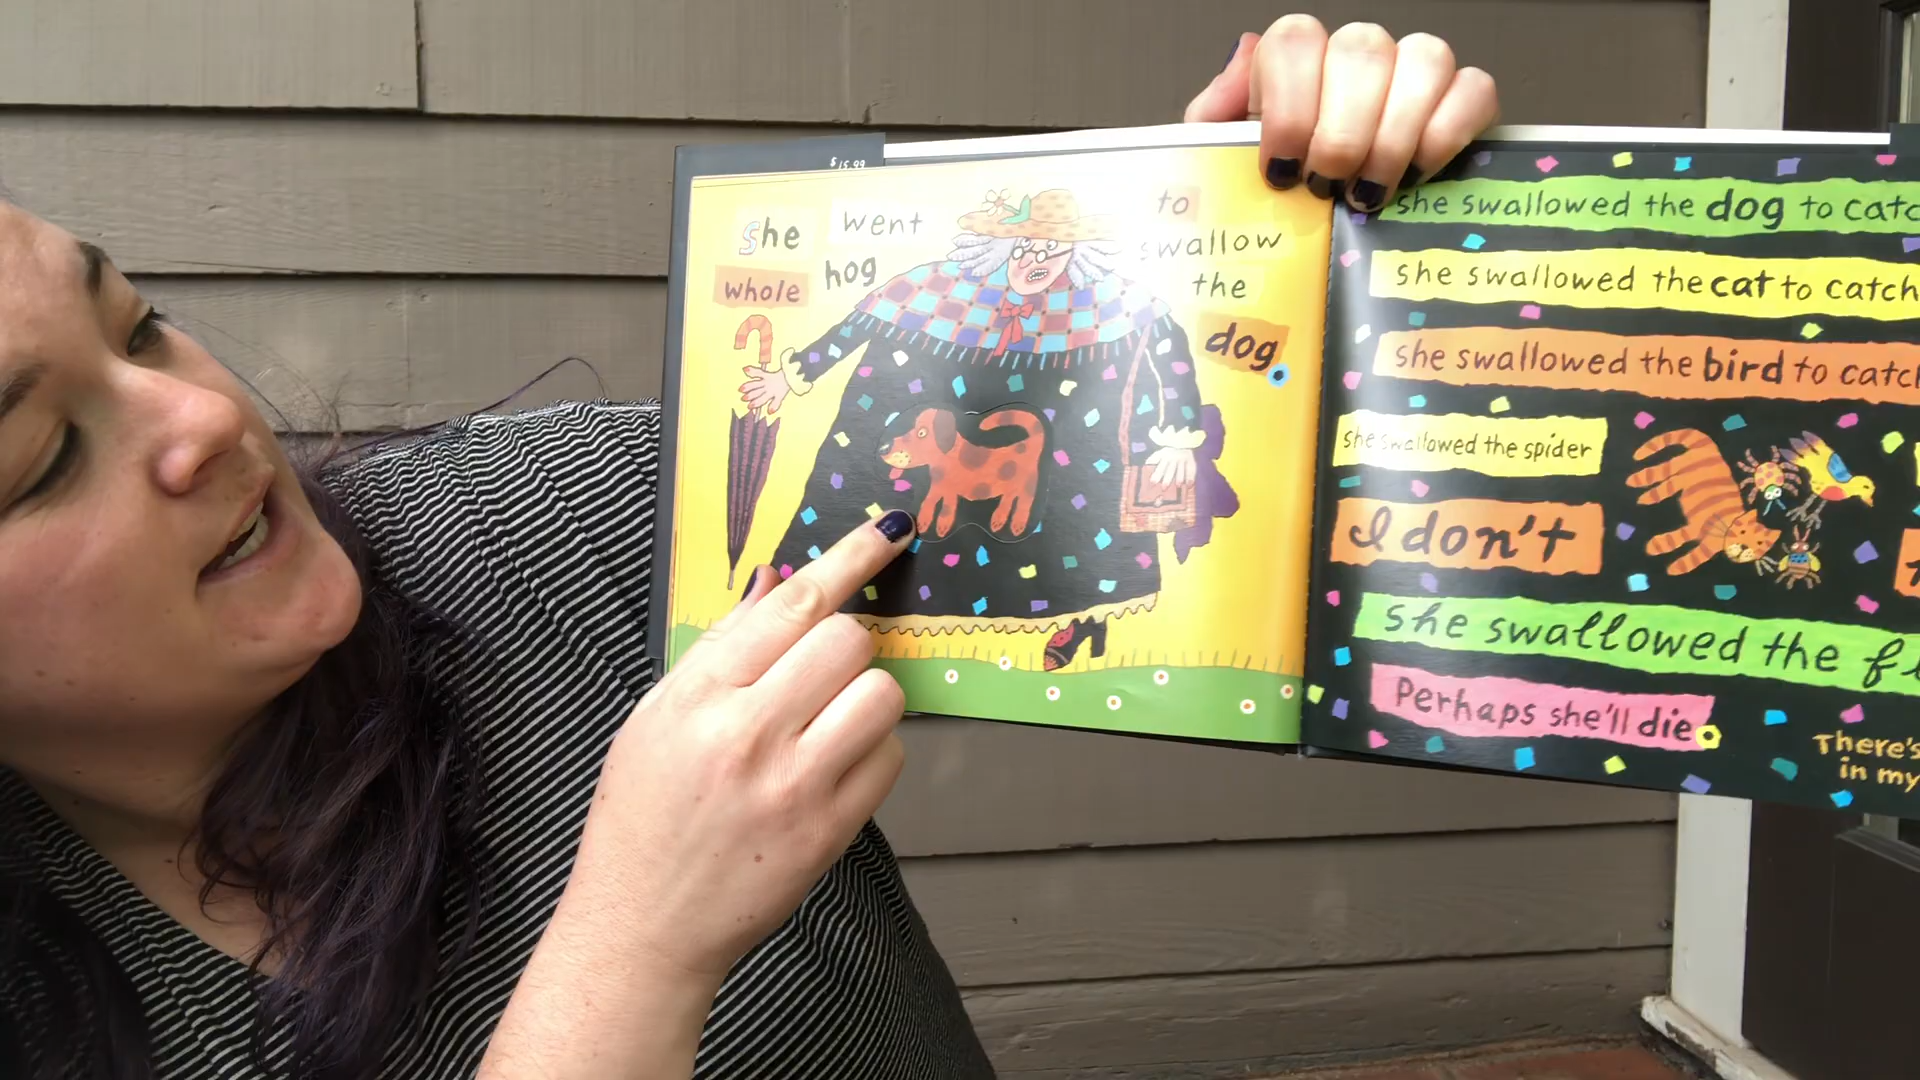 $15.99
she went
whole hog
to
swallow
the
dog.
she swallowed the dog to catc
she swallowed the cat to catch
she swallowed the bird to catch
she swallowed the spider
I don't
she swallowed the
Perhaps she'll die.
There's
in my